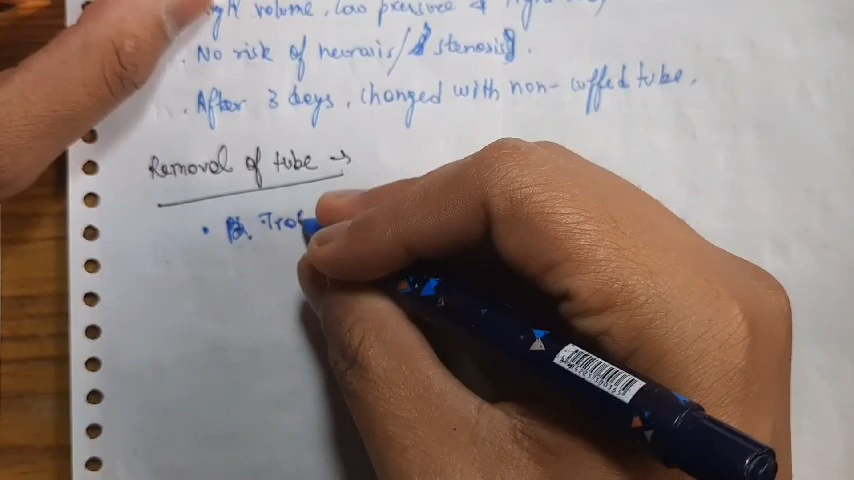 high volume, low pressure &
. No risk of necrosis/ stenosis.
. After 3 days, changed with non-cuffed tube.
Removal of tube →